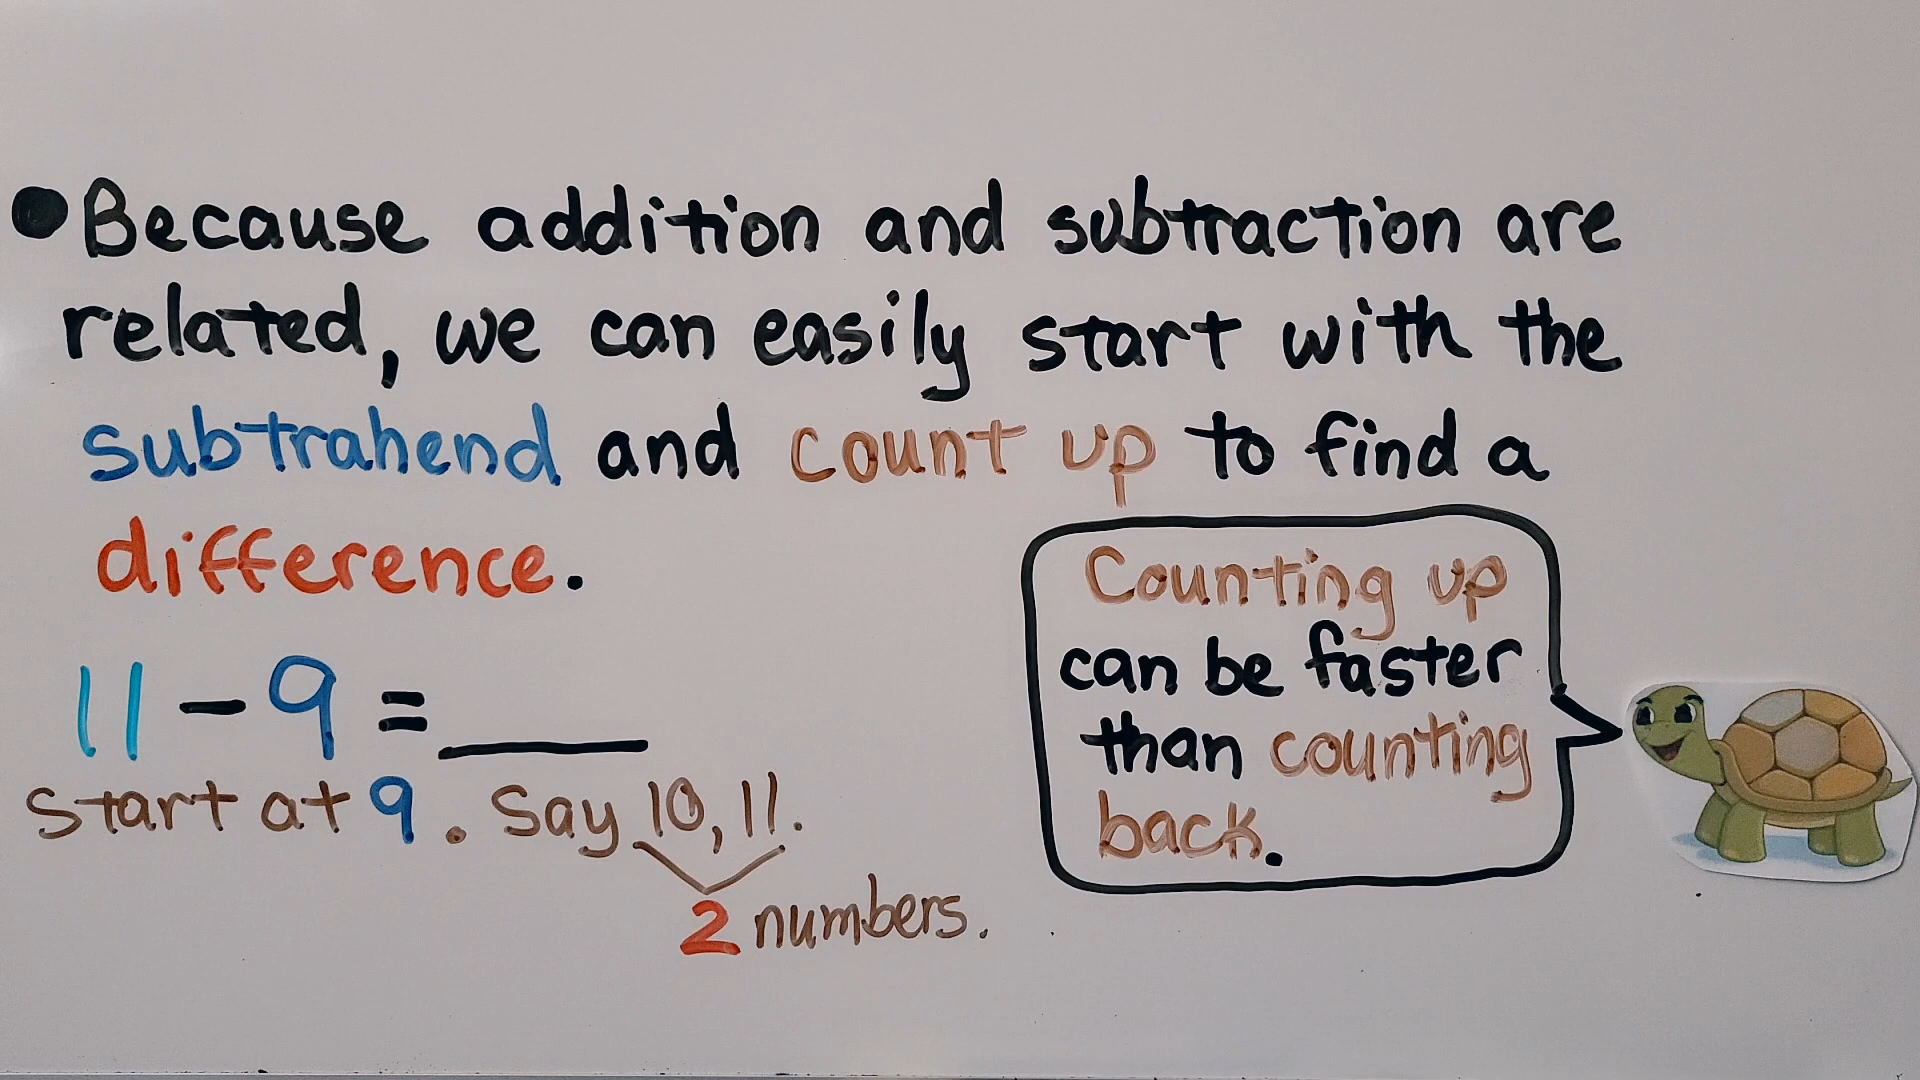 ●Because addition and subtraction are
related, we can easily start with the
subtrahend and count up to find a
difference.
11 - 9 = ______
Start at 9. Say 10, 11.
2 numbers.
Counting up
can be faster
than counting
back.